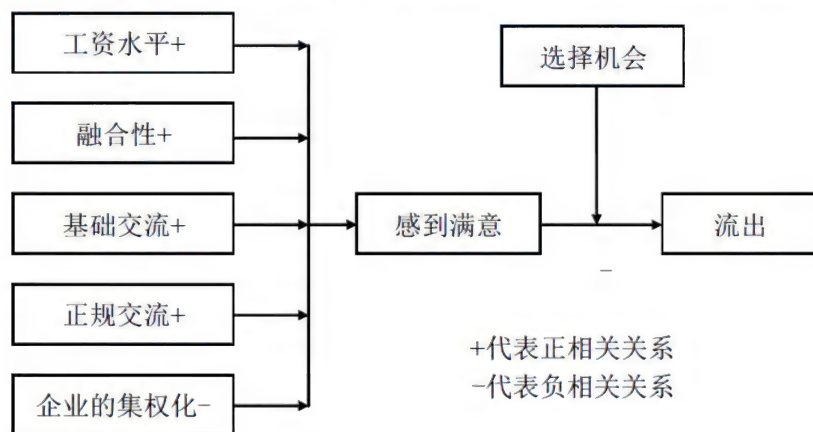 工资水平+
选择机会
融合性+
基础交流+
感到满意
流出
-
正规交流+
+代表正相关关系
-代表负相关关系
企业的集权化-